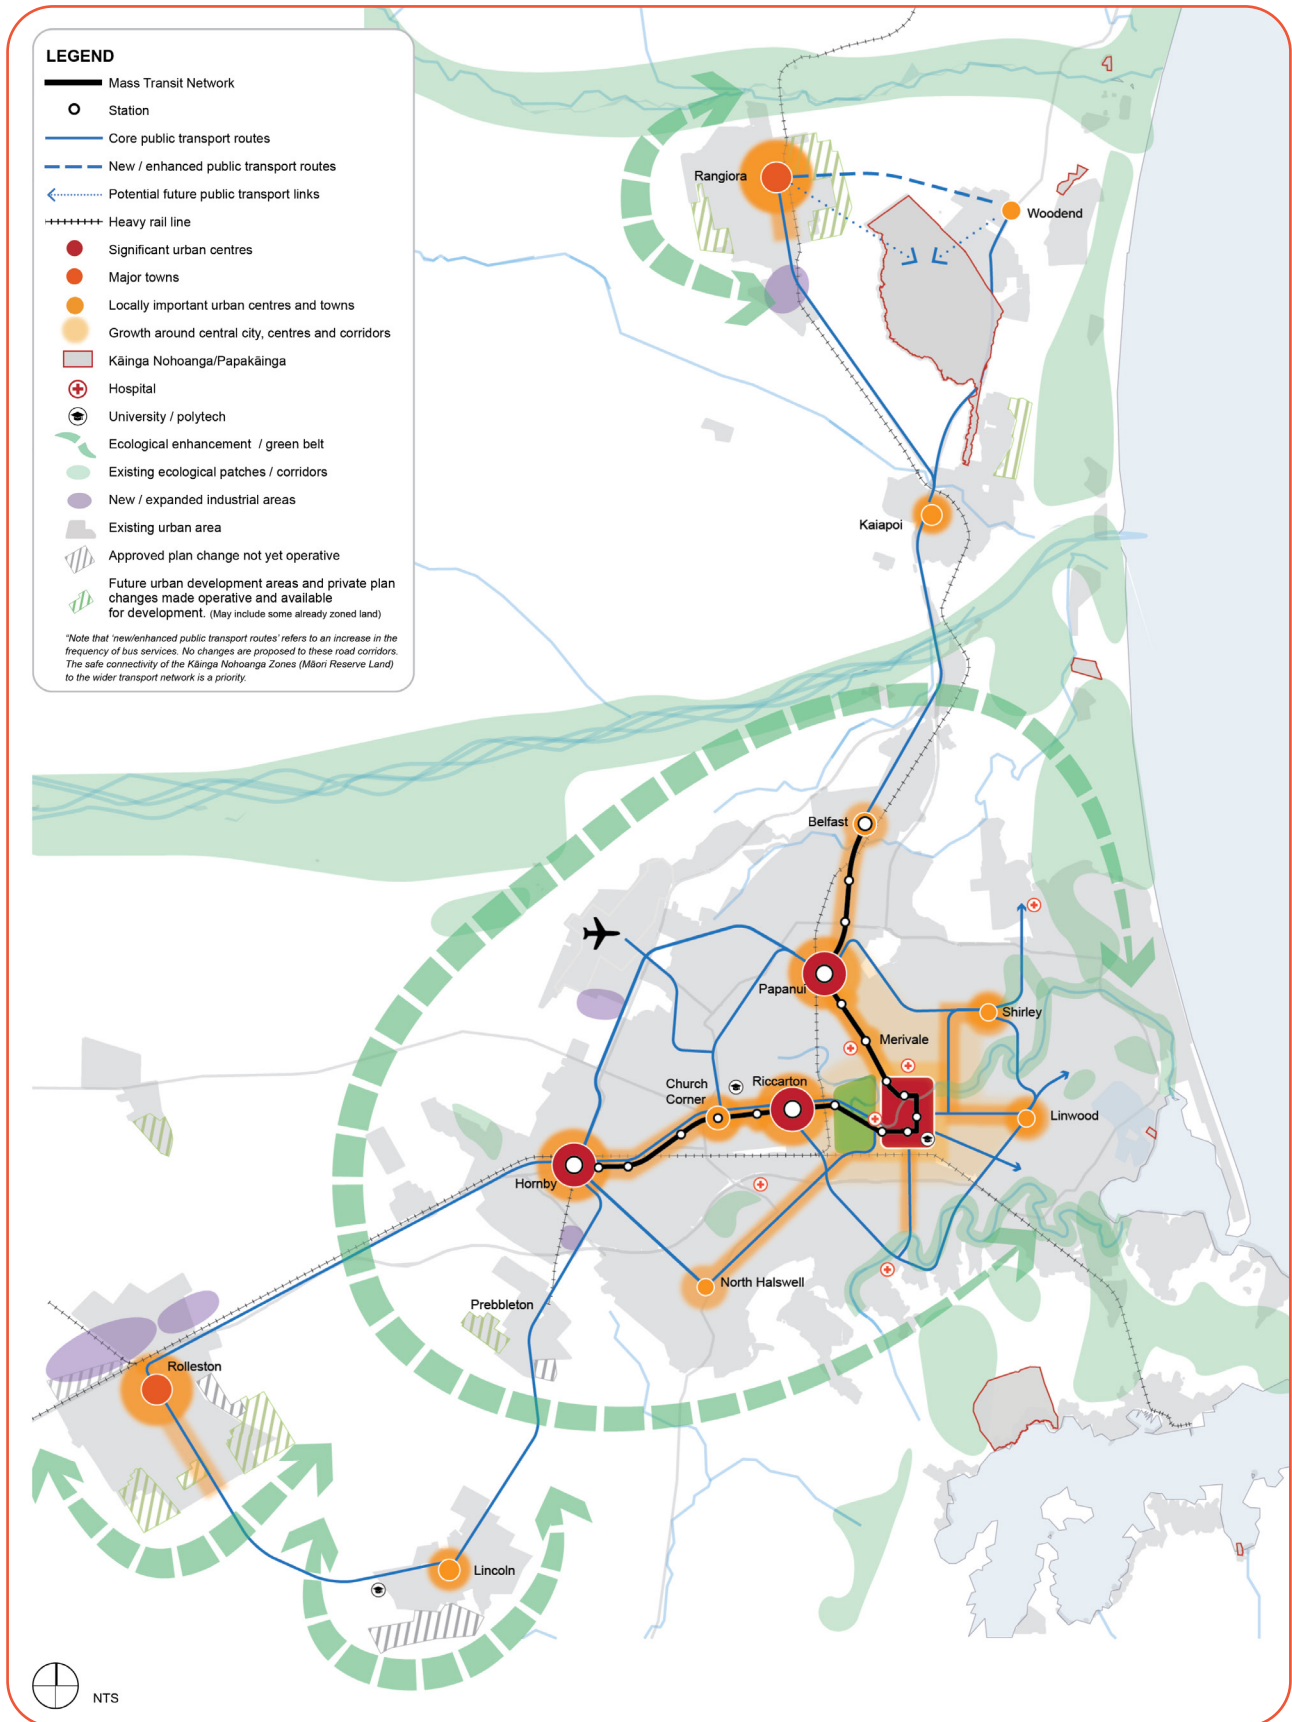 LEGEND
Mass Transit Network
Station
Core public transport routes
New / enhanced public transport routes
Potential future public transport links
Heavy rail line
Significant urban centres
Major towns
Locally important urban centres and towns
Growth around central city, centres and corridors
Kāinga Nohoanga/Papakāinga
Hospital
University / polytech
Ecological enhancement / green belt
Existing ecological patches / corridors
New / expanded industrial areas
Existing urban area
Approved plan change not yet operative
Future urban development areas and private plan
changes made operative and available
for development. (May include some already zoned land)
"Note that 'new/enhanced public transport routes' refers to an increase in the
frequency of bus services. No changes are proposed to these road corridors.
The safe connectivity of the Kāinga Nohoanga Zones (Māori Reserve Land)
to the wider transport network is a priority.
Rangiora
Woodend
Kaiapoi
Belfast
Papanui
Shirley
Merivale
Church
Corner
Riccarton
Linwood
Hornby
North Halswell
Prebbleton
Rolleston
Lincoln
NTS